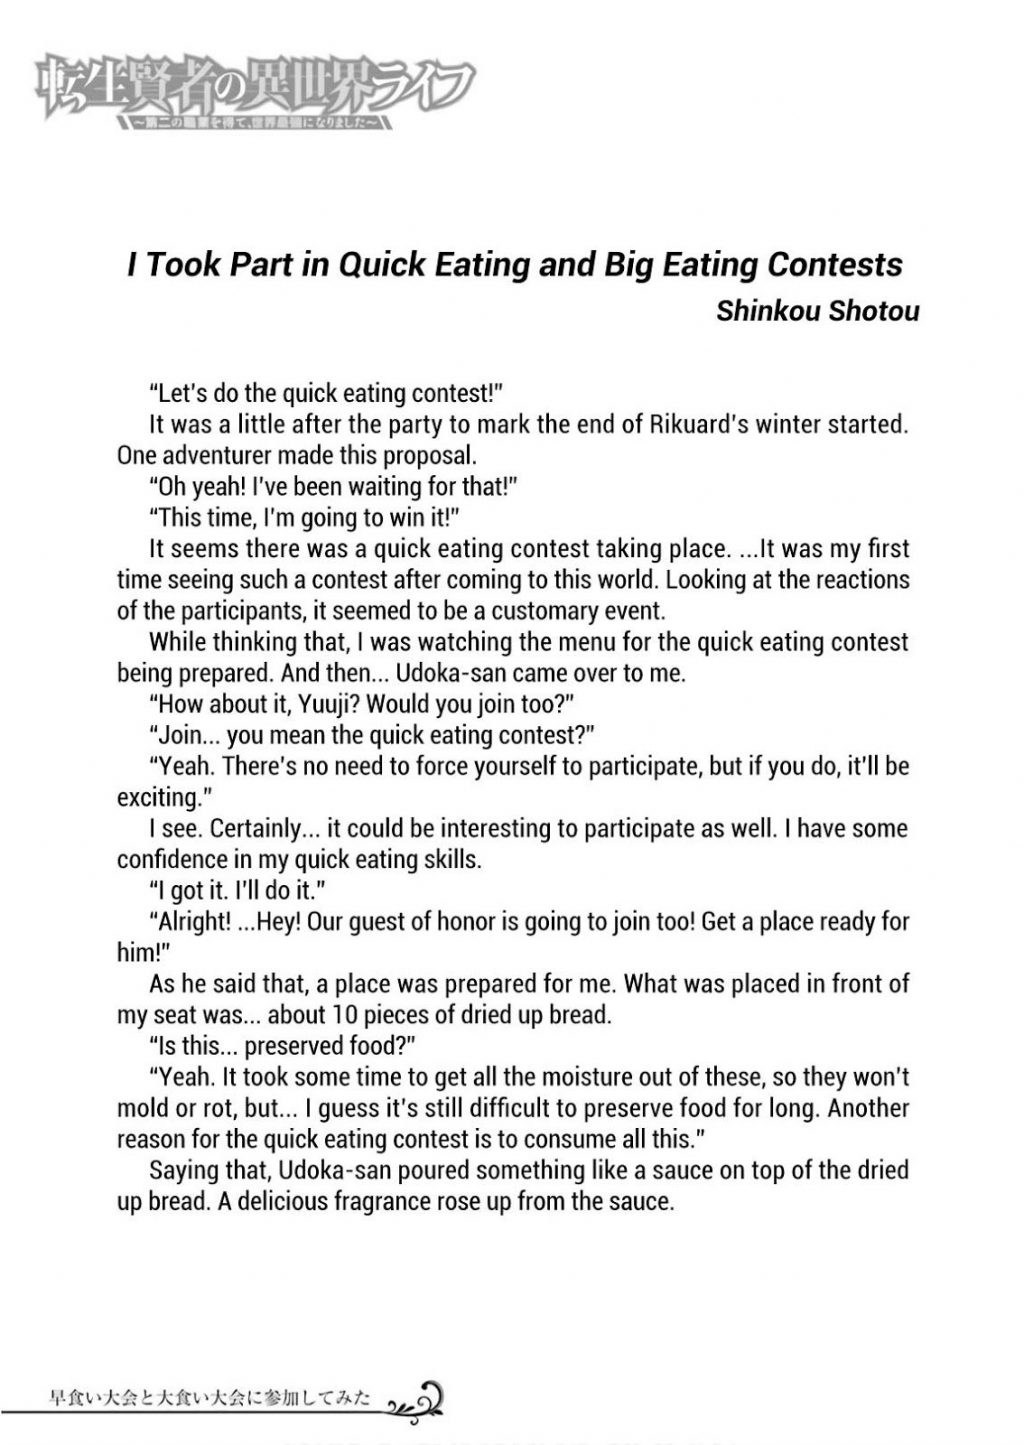 転生賢者の異世界ライフ
～第二の職業を得て、世界最強になりました～
I Took Part in Quick Eating and Big Eating Contests
Shinkou Shotou
“Let’s do the quick eating contest!”
It was a little after the party to mark the end of Rikuard’s winter started.
One adventurer made this proposal.
“Oh yeah! I’ve been waiting for that!”
“This time, I’m going to win it!”
It seems there was a quick eating contest taking place. ...It was my first
time seeing such a contest after coming to this world. Looking at the reactions
of the participants, it seemed to be a customary event.
While thinking that, I was watching the menu for the quick eating contest
being prepared. And then... Udoka-san came over to me.
“How about it, Yuuji? Would you join too?”
“Join... you mean the quick eating contest?”
“Yeah. There’s no need to force yourself to participate, but if you do, it’ll be
exciting.”
I see. Certainly... it could be interesting to participate as well. I have some
confidence in my quick eating skills.
“I got it. I’ll do it.”
“Alright! ...Hey! Our guest of honor is going to join too! Get a place ready for
him!”
As he said that, a place was prepared for me. What was placed in front of
my seat was... about 10 pieces of dried up bread.
“Is this... preserved food?”
“Yeah. It took some time to get all the moisture out of these, so they won’t
mold or rot, but... I guess it’s still difficult to preserve food for long. Another
reason for the quick eating contest is to consume all this.”
Saying that, Udoka-san poured something like a sauce on top of the dried
up bread. A delicious fragrance rose up from the sauce.
早食い大会と大食い大会に参加してみた